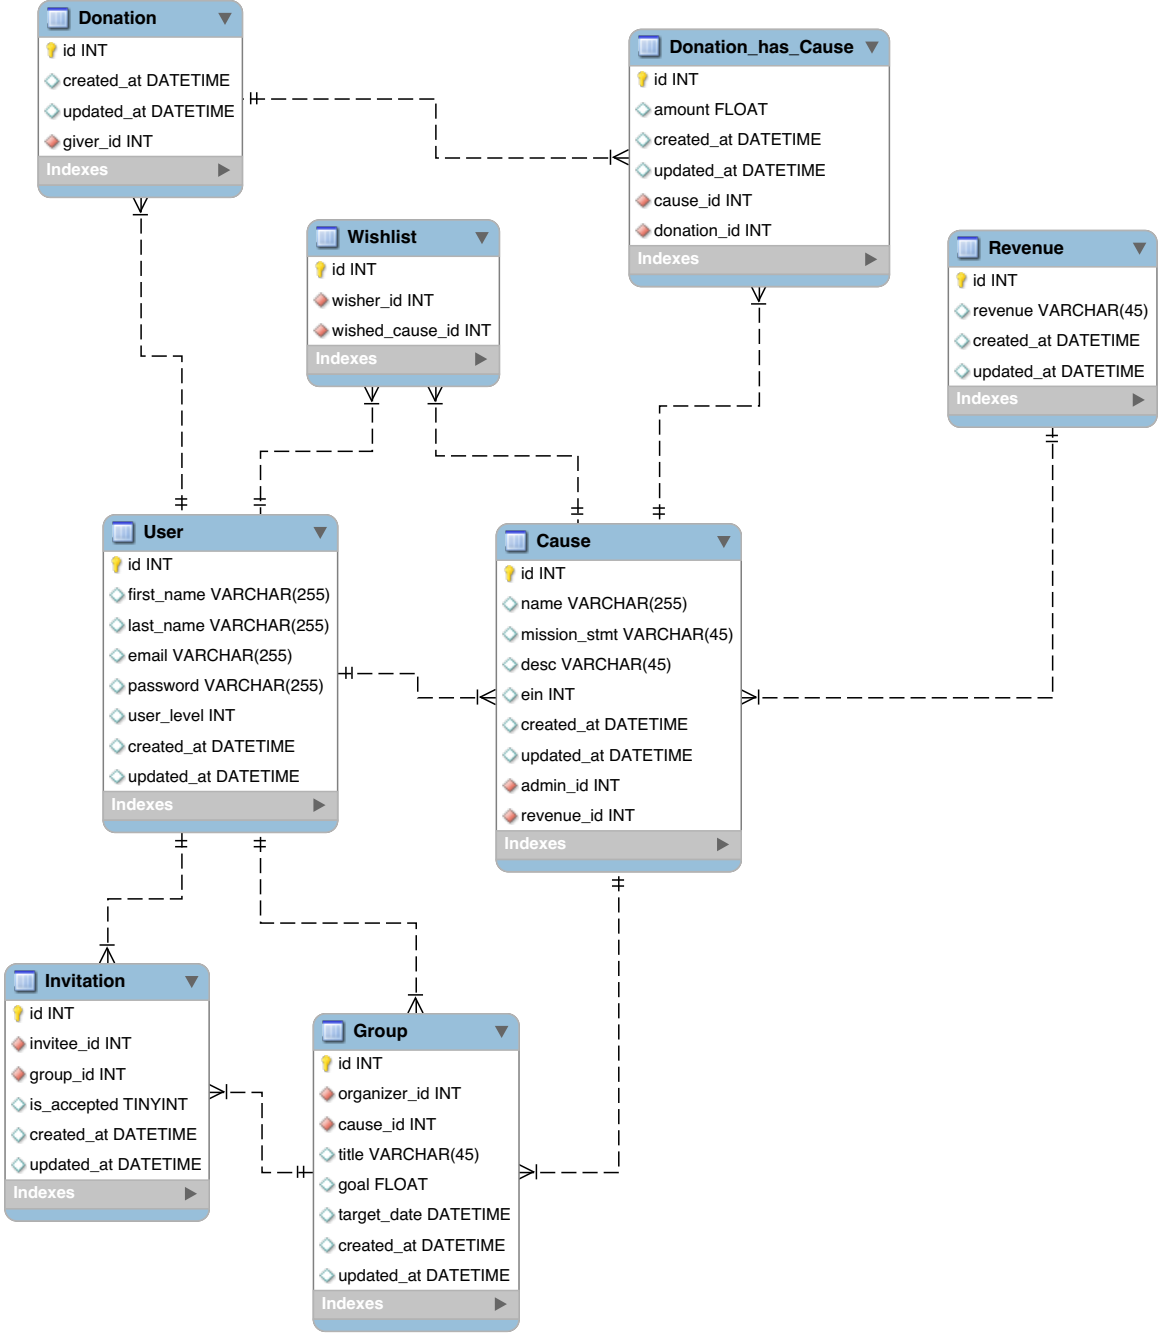 Donation
id INT
created_at DATETIME
updated_at DATETIME
giver_id INT
Indexes
Donation_has_Cause
id INT
amount FLOAT
created_at DATETIME
updated_at DATETIME
cause_id INT
donation_id INT
Indexes
Wishlist
id INT
wisher_id INT
wished_cause_id INT
Indexes
Revenue
id INT
revenue VARCHAR(45)
created_at DATETIME
updated_at DATETIME
Indexes
User
id INT
first_name VARCHAR(255)
last_name VARCHAR(255)
email VARCHAR(255)
password VARCHAR(255)
user_level INT
created_at DATETIME
updated_at DATETIME
Indexes
Cause
id INT
name VARCHAR(255)
mission_stmt VARCHAR(45)
desc VARCHAR(45)
ein INT
created_at DATETIME
updated_at DATETIME
admin_id INT
revenue_id INT
Indexes
Invitation
id INT
invitee_id INT
group_id INT
is_accepted TINYINT
created_at DATETIME
updated_at DATETIME
Indexes
Group
id INT
organizer_id INT
cause_id INT
title VARCHAR(45)
goal FLOAT
target_date DATETIME
created_at DATETIME
updated_at DATETIME
Indexes